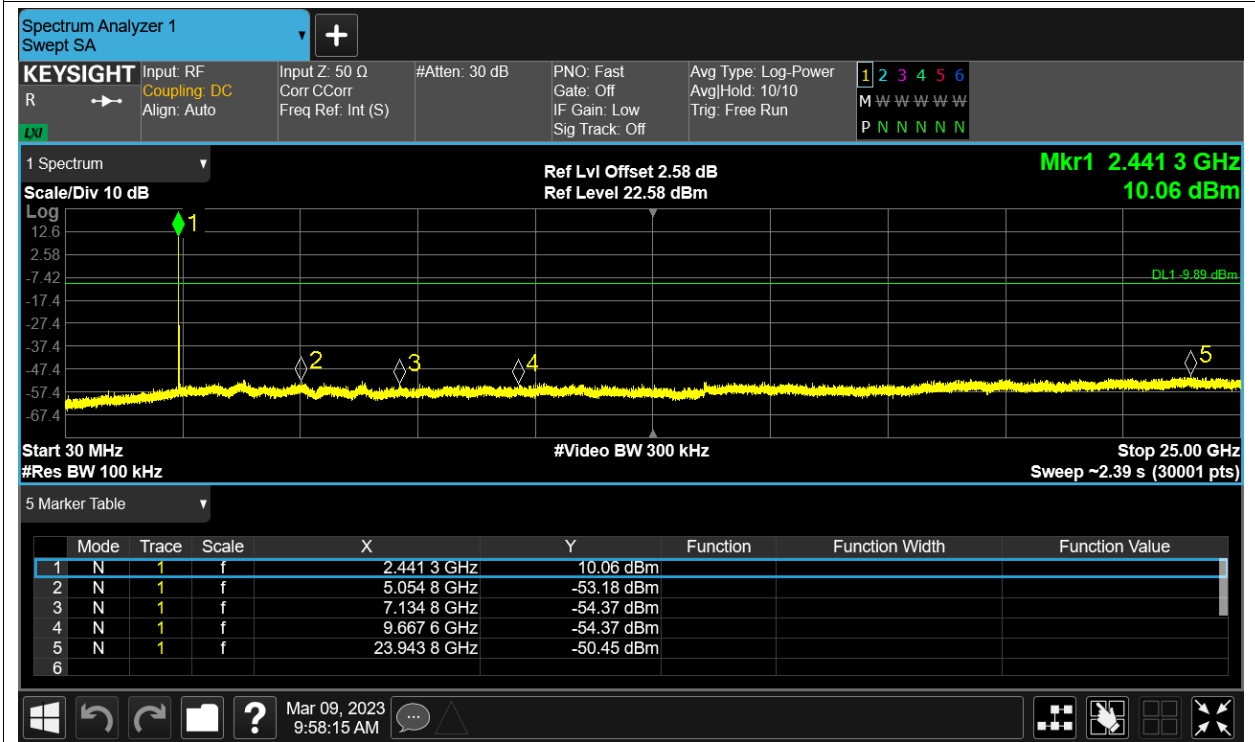 Spectrum Analyzer 1
Swept SA
+
KEYSIGHT Input: RF Input Z: 50 Ω #Atten: 30 dB PNO: Fast Avg Type: Log-Power 1 2 3 4 5 6
R Coupling: DC Corr CCorr Gate: Off Avg|Hold: 10/10 M W W W W W
Align: Auto Freq Ref: Int (S) IF Gain: Low Trig: Free Run
LXI Sig Track: Off P N N N N N
1 Spectrum Ref Lvl Offset 2.58 dB Mkr1 2.441 3 GHz
Scale/Div 10 dB Ref Level 22.58 dBm 10.06 dBm
Log
1
12.6
2.58
-7.42 DL1 -9.89 dBm
-17.4
-27.4
-37.4
2 3 4 5
-47.4
-57.4
-67.4
Start 30 MHz #Video BW 300 kHz Stop 25.00 GHz
#Res BW 100 kHz Sweep ~2.39 s (30001 pts)
5 Marker Table
Mode Trace Scale X Y Function Function Width Function Value
1 N 1 f 2.441 3 GHz 10.06 dBm
2 N 1 f 5.054 8 GHz -53.18 dBm
3 N 1 f 7.134 8 GHz -54.37 dBm
4 N 1 f 9.667 6 GHz -54.37 dBm
5 N 1 f 23.943 8 GHz -50.45 dBm
6
? Mar 09, 2023
9:58:15 AM